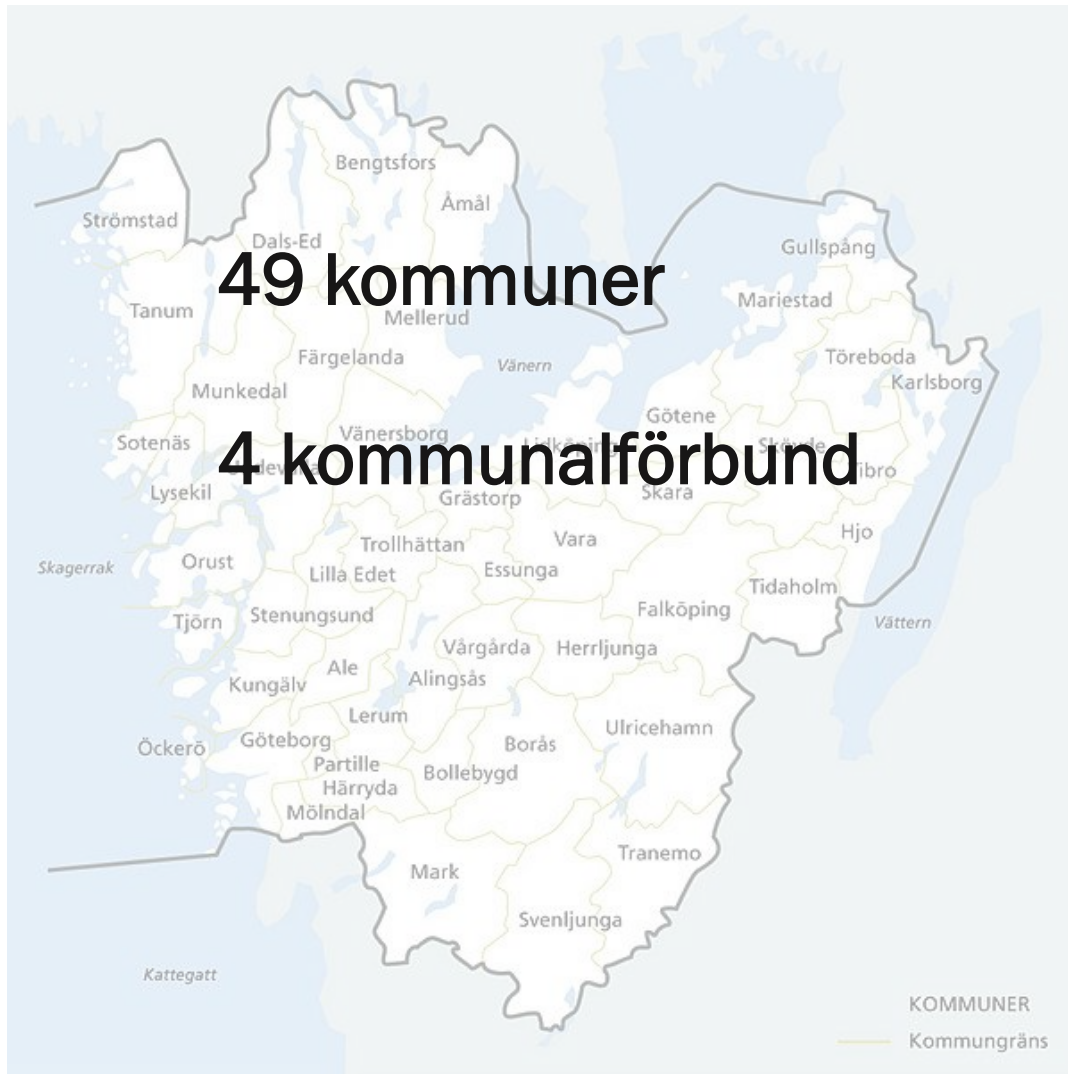 Bengtsfors
Åmål
Strömstad
Dals-Ed
Gullspång
49 kommuner
Mariestad
Tanum
Mellerud
Färgelanda
Töreboda
Vänern
Karlsborg
Munkedal
Götene
Vänersborg
Sotenäs
Lidköping
Skövde
4 kommunalförbund
Tibro
Lysekil
Skara
Grästorp
Hjo
Vara
Trollhättan
Orust
Skagerrak
Essunga
Lilla Edet
Tidaholm
Falköping
Stenungsund
Tjörn
Vättern
Vårgårda
Herrljunga
Ale
Alingsås
Kungälv
Lerum
Ulricehamn
Göteborg
Borås
Öckerö
Partille
Bollebygd
Härryda
Mölndal
Tranemo
Mark
Svenljunga
Kattegatt
KOMMUNER
Kommungräns